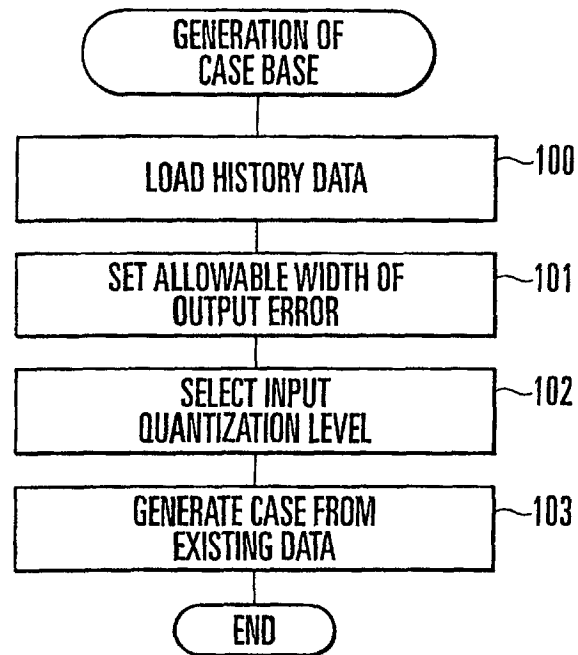 GENERATION OF
CASE BASE
LOAD HISTORY DATA
100
SET ALLOWABLE WIDTH OF
OUTPUT ERROR
101
SELECT INPUT
QUANTIZATION LEVEL
102
GENERATE CASE FROM
EXISTING DATA
103
END